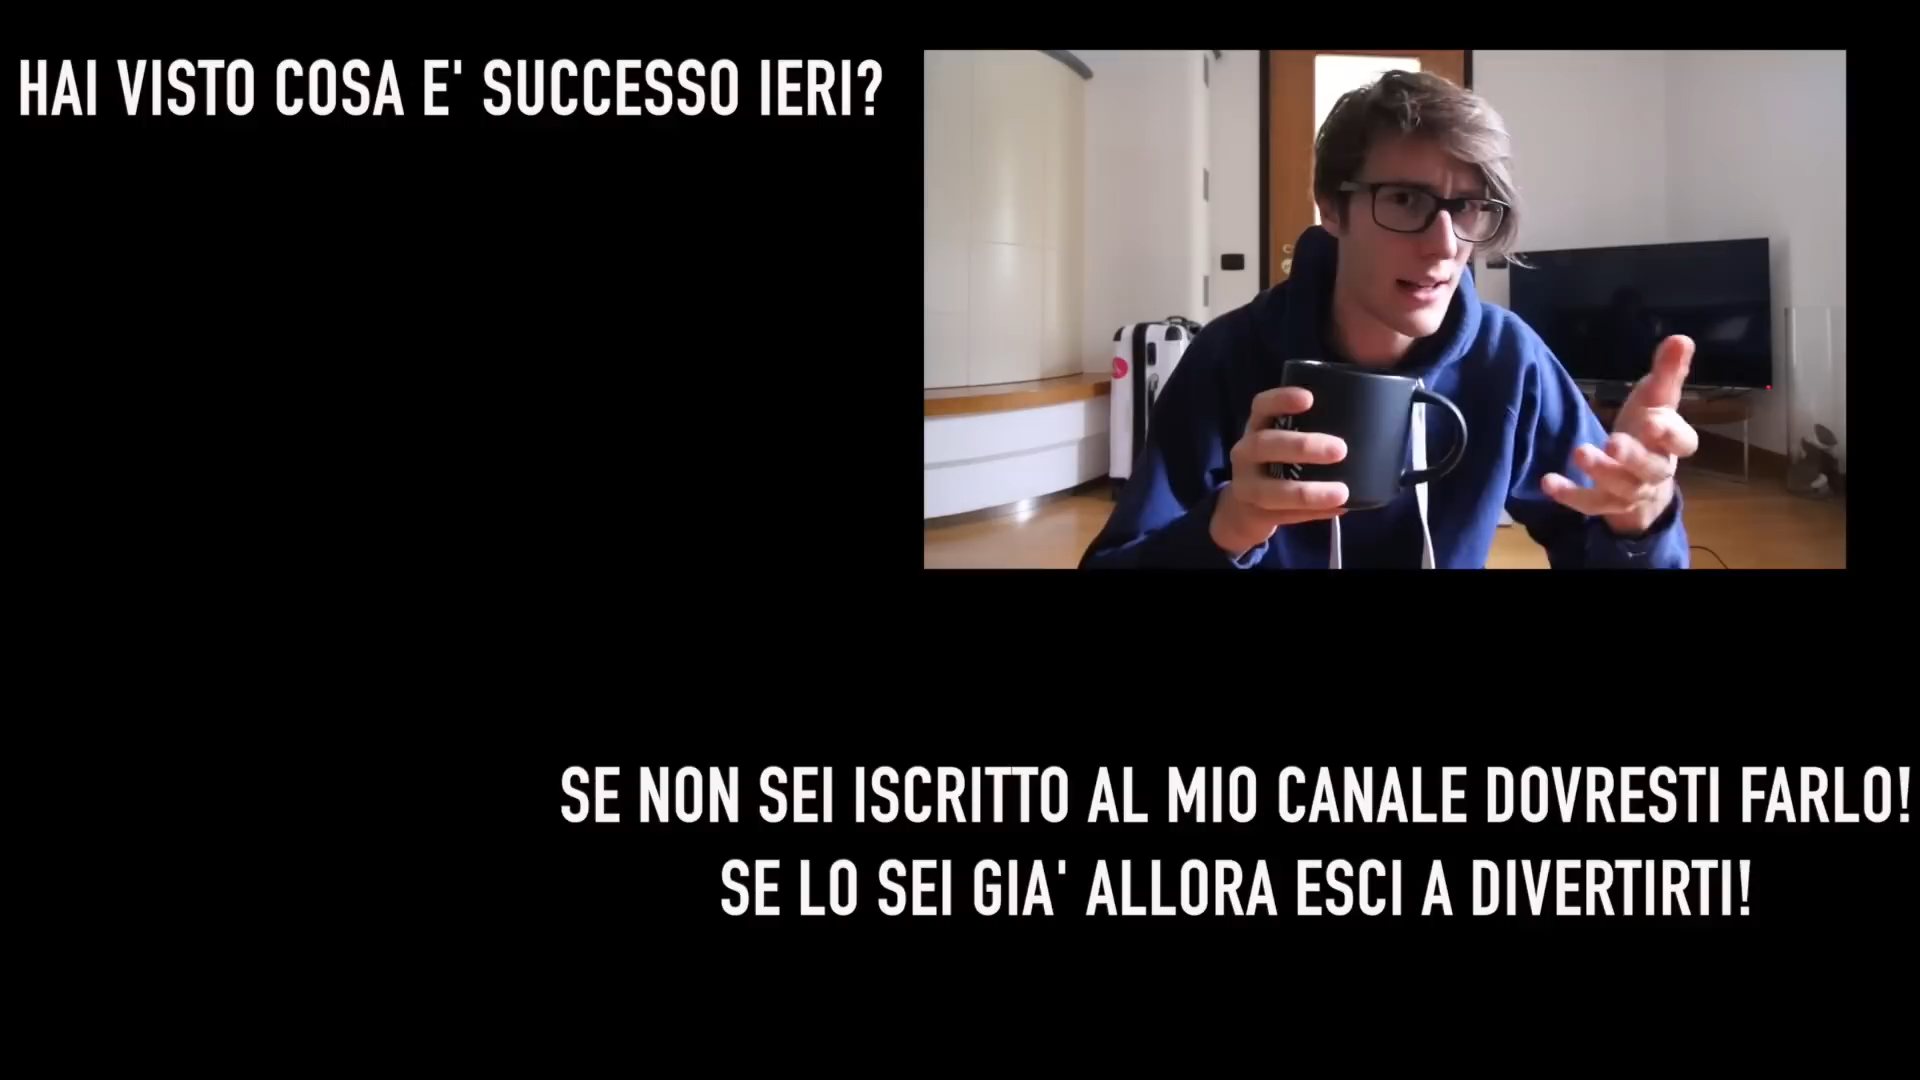 HAI VISTO COSA E' SUCCESSO IERI?
SE NON SEI ISCRITTO AL MIO CANALE DOVRESTI FARLO!
SE LO SEI GIA' ALLORA ESCI A DIVERTIRTI!